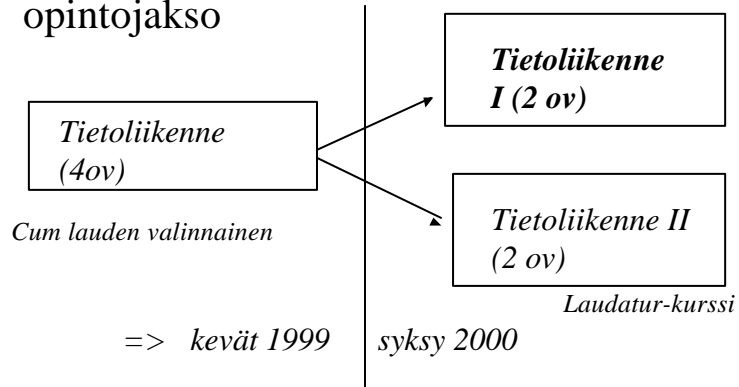 opintojakso
Tietoliikenne
(4ov)
Cum lauden valinnainen
Tietoliikenne
I (2 ov)
Tietoliikenne II
(2 ov)
Laudatur-kurssi
=> kevät 1999
syksy 2000